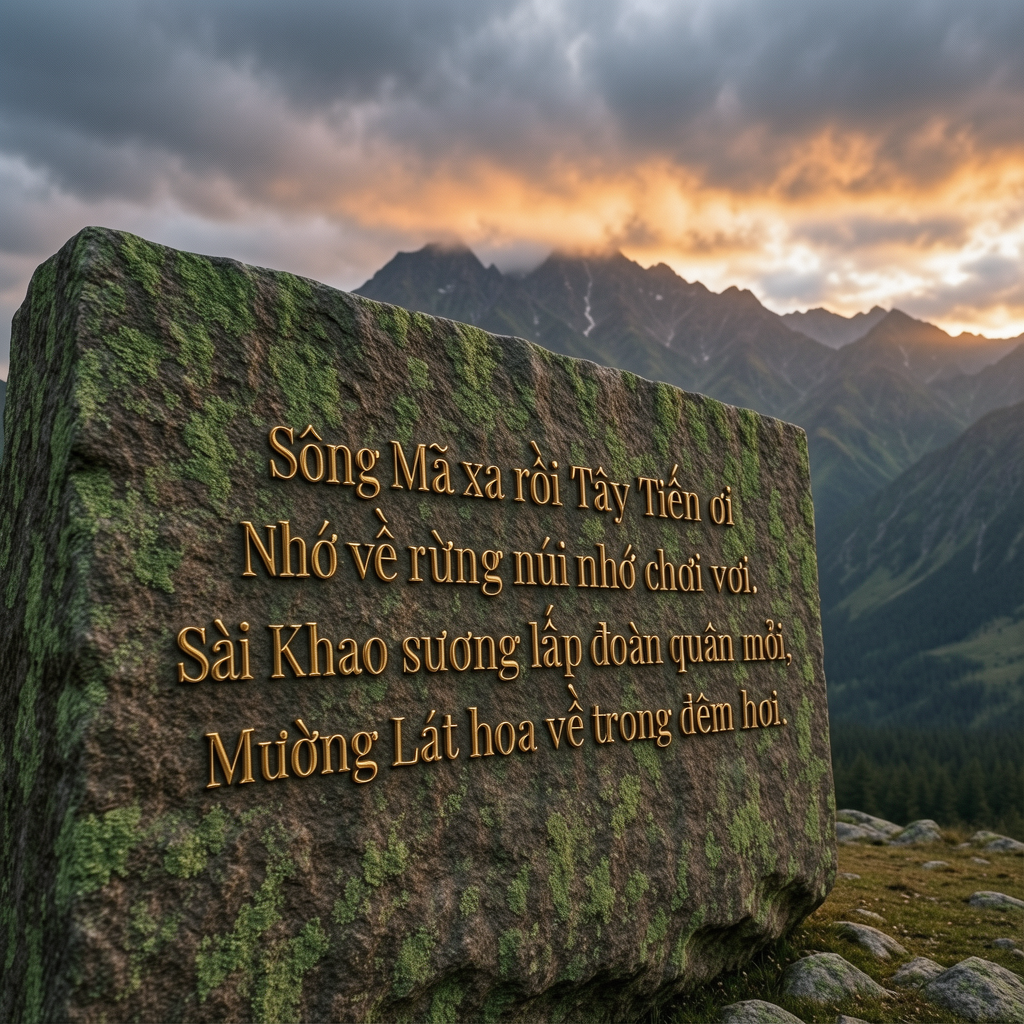 Sông Mã xa rồi Tây Tiến ơi
Nhớ về rừng núi nhớ chơi vơi.
Sài Khao sương lấp đoàn quân mỏi,
Mường Lát hoa về trong đêm hơi.